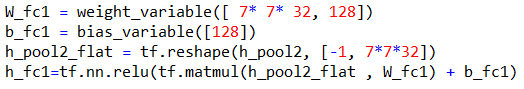 W_fc1 = weight_variable([ 7* 7* 32, 128])
b_fc1 = bias_variable([128])
h_pool2_flat = tf.reshape(h_pool2, [-1, 7*7*32])
h_fc1=tf.nn.relu(tf.matmul(h_pool2_flat , W_fc1) + b_fc1)